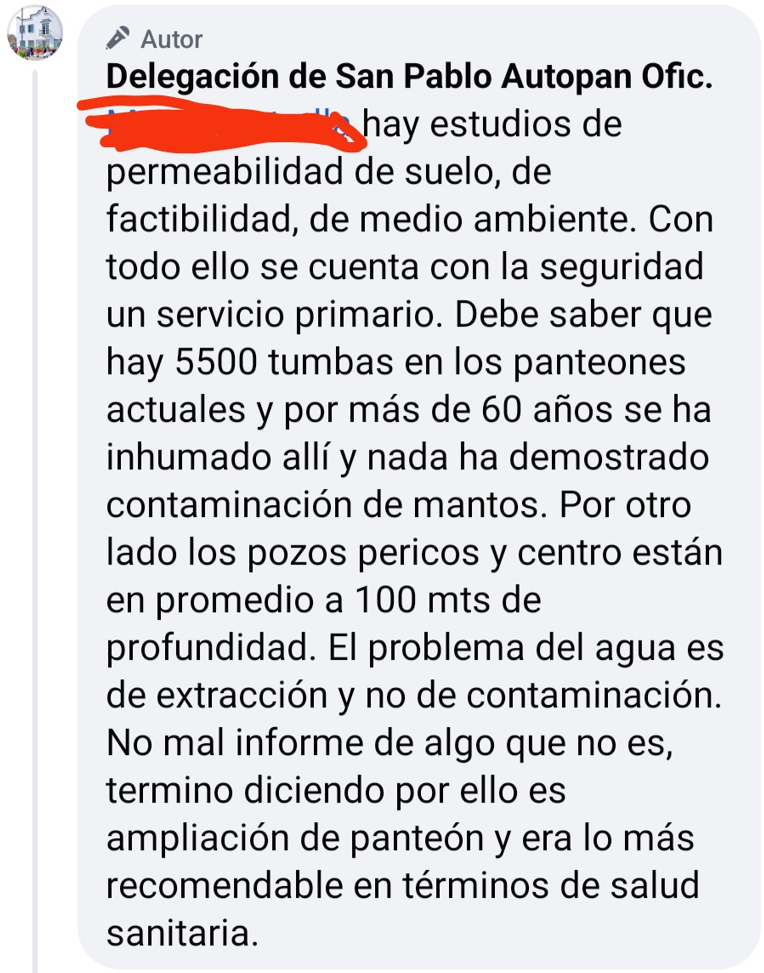 Autor
Delegación de San Pablo Autopan Ofic.
hay estudios de
permeabilidad de suelo, de
factibilidad, de medio ambiente. Con
todo ello se cuenta con la seguridad
un servicio primario. Debe saber que
hay 5500 tumbas en los panteones
actuales y por más de 60 años se ha
inhumado allí y nada ha demostrado
contaminación de mantos. Por otro
lado los pozos pericos y centro están
en promedio a 100 mts de
profundidad. El problema del agua es
de extracción y no de contaminación.
No mal informe de algo que no es,
termino diciendo por ello es
ampliación de panteón y era lo más
recomendable en términos de salud
sanitaria.